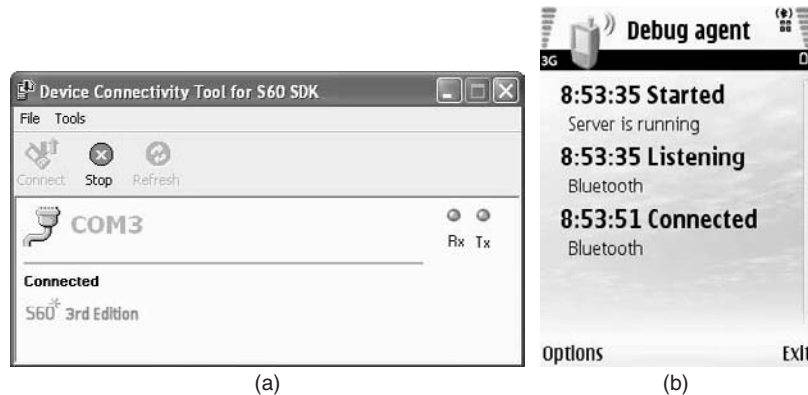 Device Connectivity Tool for S60 SDK
File Tools
Connect Stop Refresh
COM3
Rx Tx
Connected
S60 3rd Edition
(a)
Debug agent
3G
8:53:35 Started
Server is running
8:53:35 Listening
Bluetooth
8:53:51 Connected
Bluetooth
Options Exit
(b)